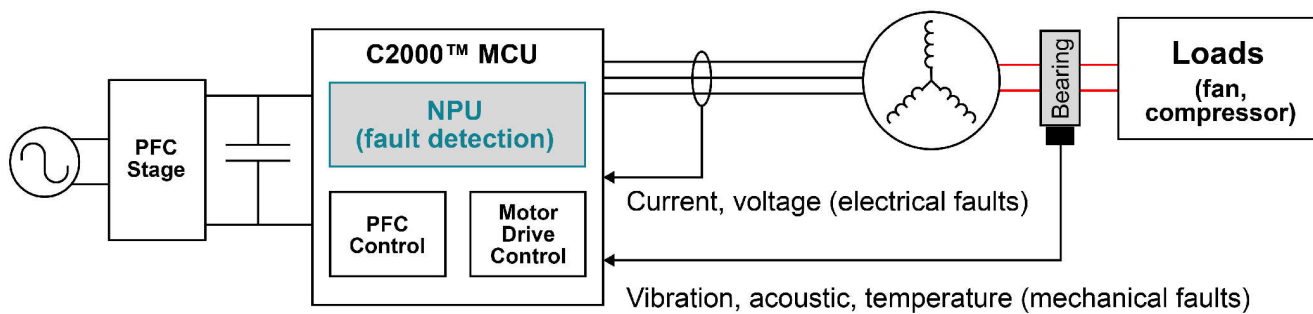 C2000™ MCU
NPU
(fault detection)
PFC
Stage
PFC
Control
Motor
Drive
Control
Bearing
Loads
(fan,
compressor)
Current, voltage (electrical faults)
Vibration, acoustic, temperature (mechanical faults)